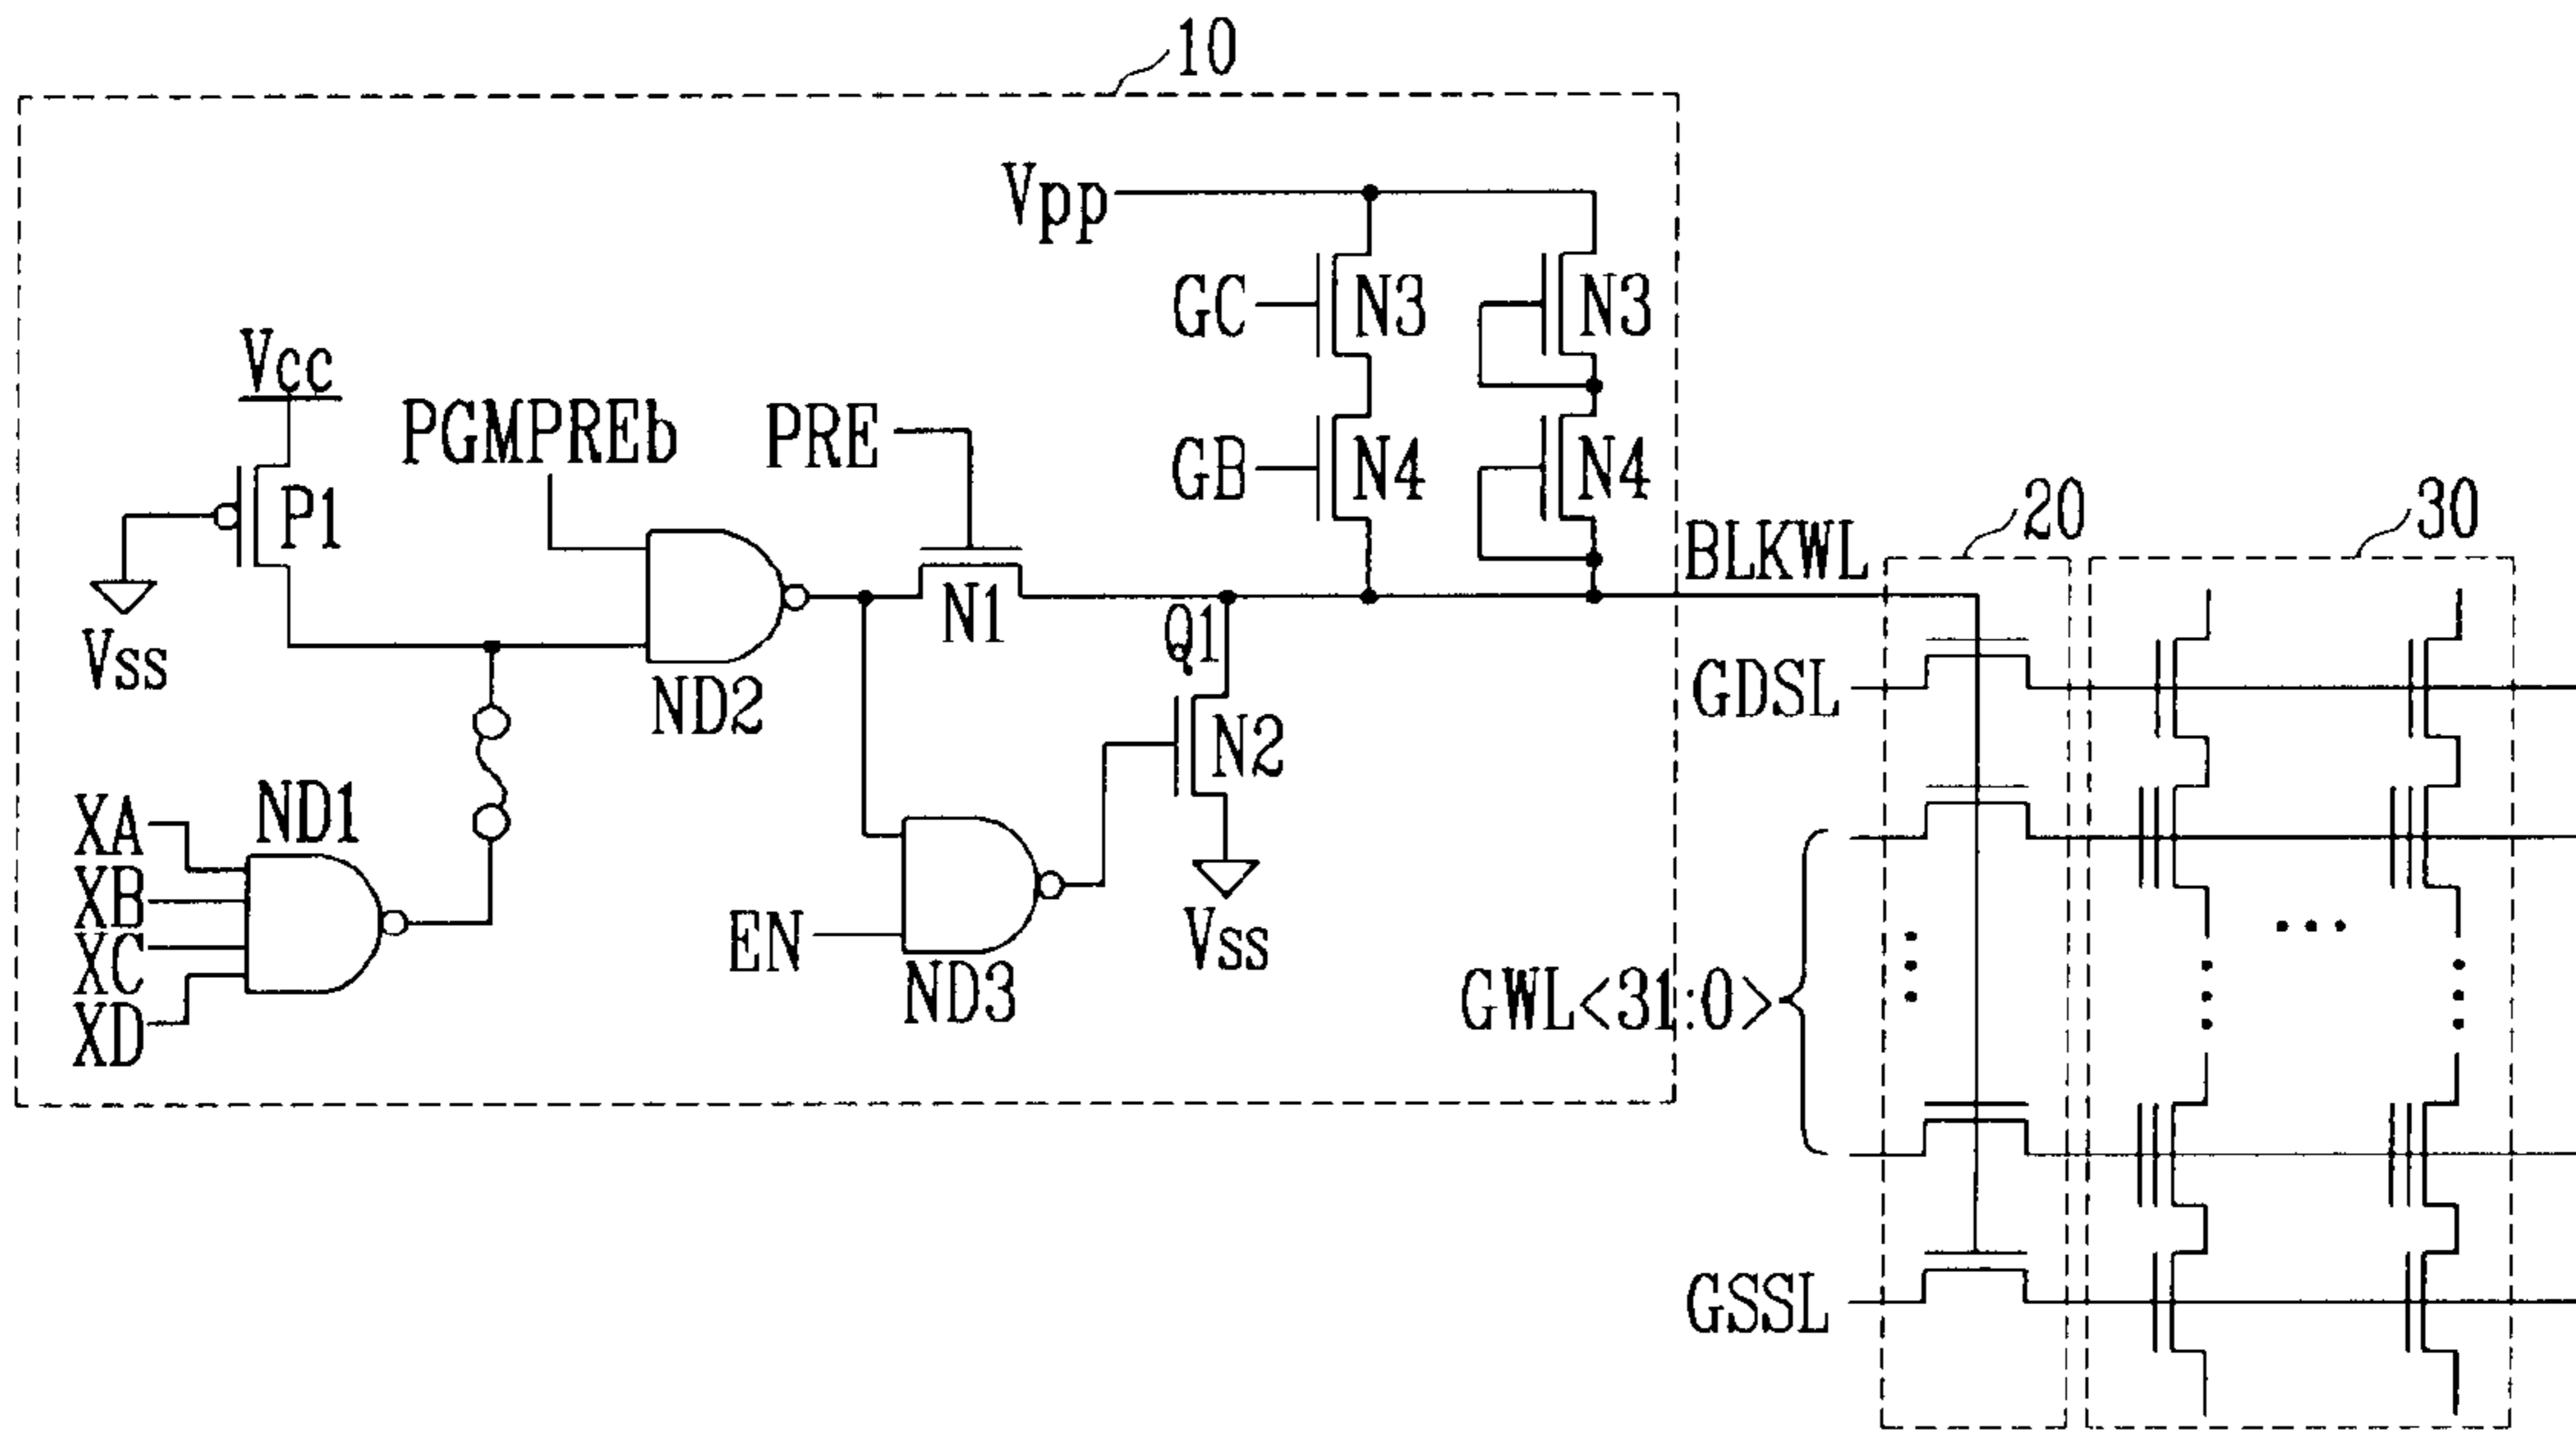 10
Vpp
GC
N3
N3
Vcc
PGMPREb
PRE
GB
N4
N4
P1
20
30
BLKWL
Vss
N1
Q1
GDSL
ND2
N2
XA
ND1
XB
EN
Vss
XC
ND3
GWL<31:0>
XD
GSSL